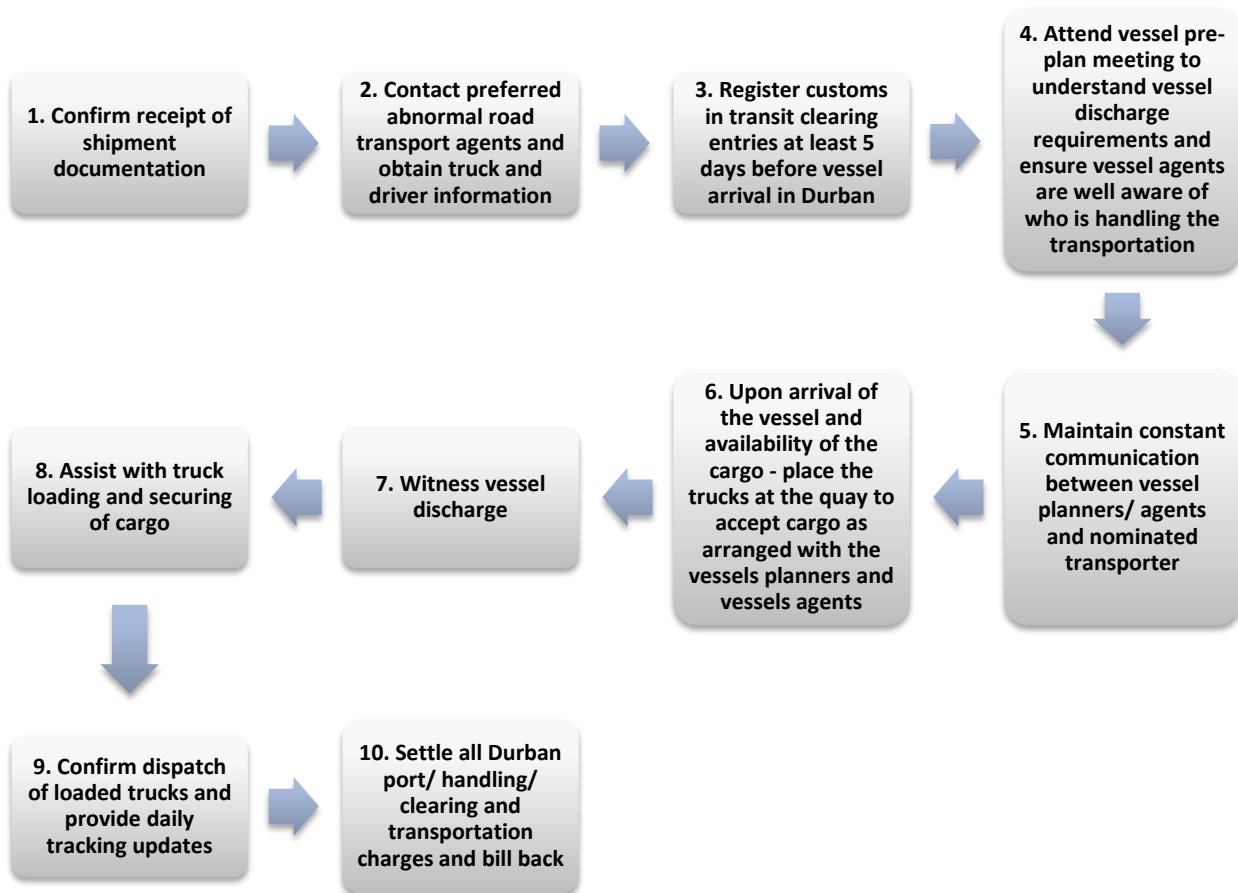 1. Confirm receipt of
shipment
documentation
2. Contact preferred
abnormal road
transport agents and
obtain truck and
driver information
3. Register customs
in transit clearing
entries at least 5
days before vessel
arrival in Durban
4. Attend vessel pre-
plan meeting to
understand vessel
discharge
requirements and
ensure vessel agents
are well aware of
who is handling the
transportation
5. Maintain constant
communication
between vessel
planners/ agents
and nominated
transporter
6. Upon arrival of
the vessel and
availability of the
cargo - place the
trucks at the quay to
accept cargo as
arranged with the
vessels planners and
vessels agents
7. Witness vessel
discharge
8. Assist with truck
loading and securing
of cargo
9. Confirm dispatch
of loaded trucks and
provide daily
tracking updates
10. Settle all Durban
port/ handling/
clearing and
transportation
charges and bill back